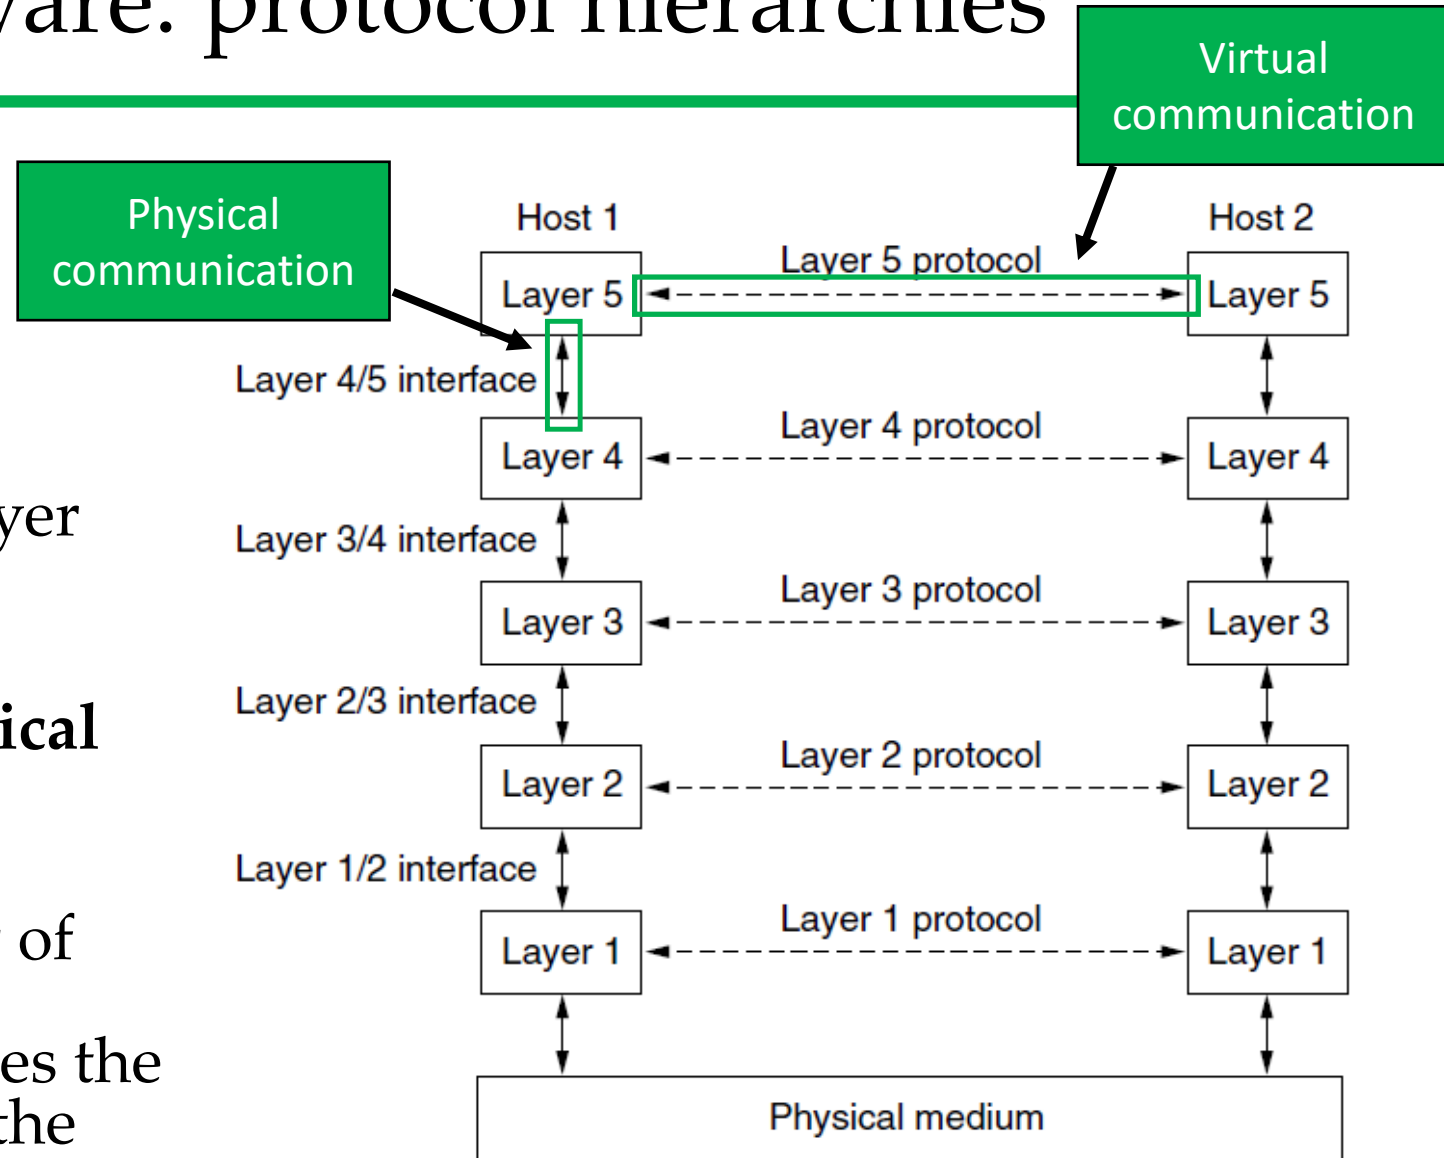 ware: protocol hierarchies
Virtual
communication
Physical
communication
Host 1
Host 2
Layer 5 protocol
Layer 5
Layer 5
Layer 4/5 interface
Layer 4 protocol
Layer 4
Layer 4
yer
Layer 3/4 interface
Layer 3 protocol
Layer 3
Layer 3
Layer 2/3 interface
ical
Layer 2 protocol
Layer 2
Layer 2
Layer 1/2 interface
of
Layer 1 protocol
Layer 1
Layer 1
es the
the
Physical medium